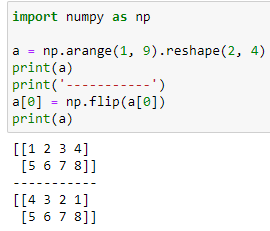 import numpy as np
a = np.arange(1, 9).reshape(2, 4)
print(a)
print('-----------')
a[0] = np.flip(a[0])
print(a)
[[1 2 3 4]
 [5 6 7 8]]
-----------
[[4 3 2 1]
 [5 6 7 8]]